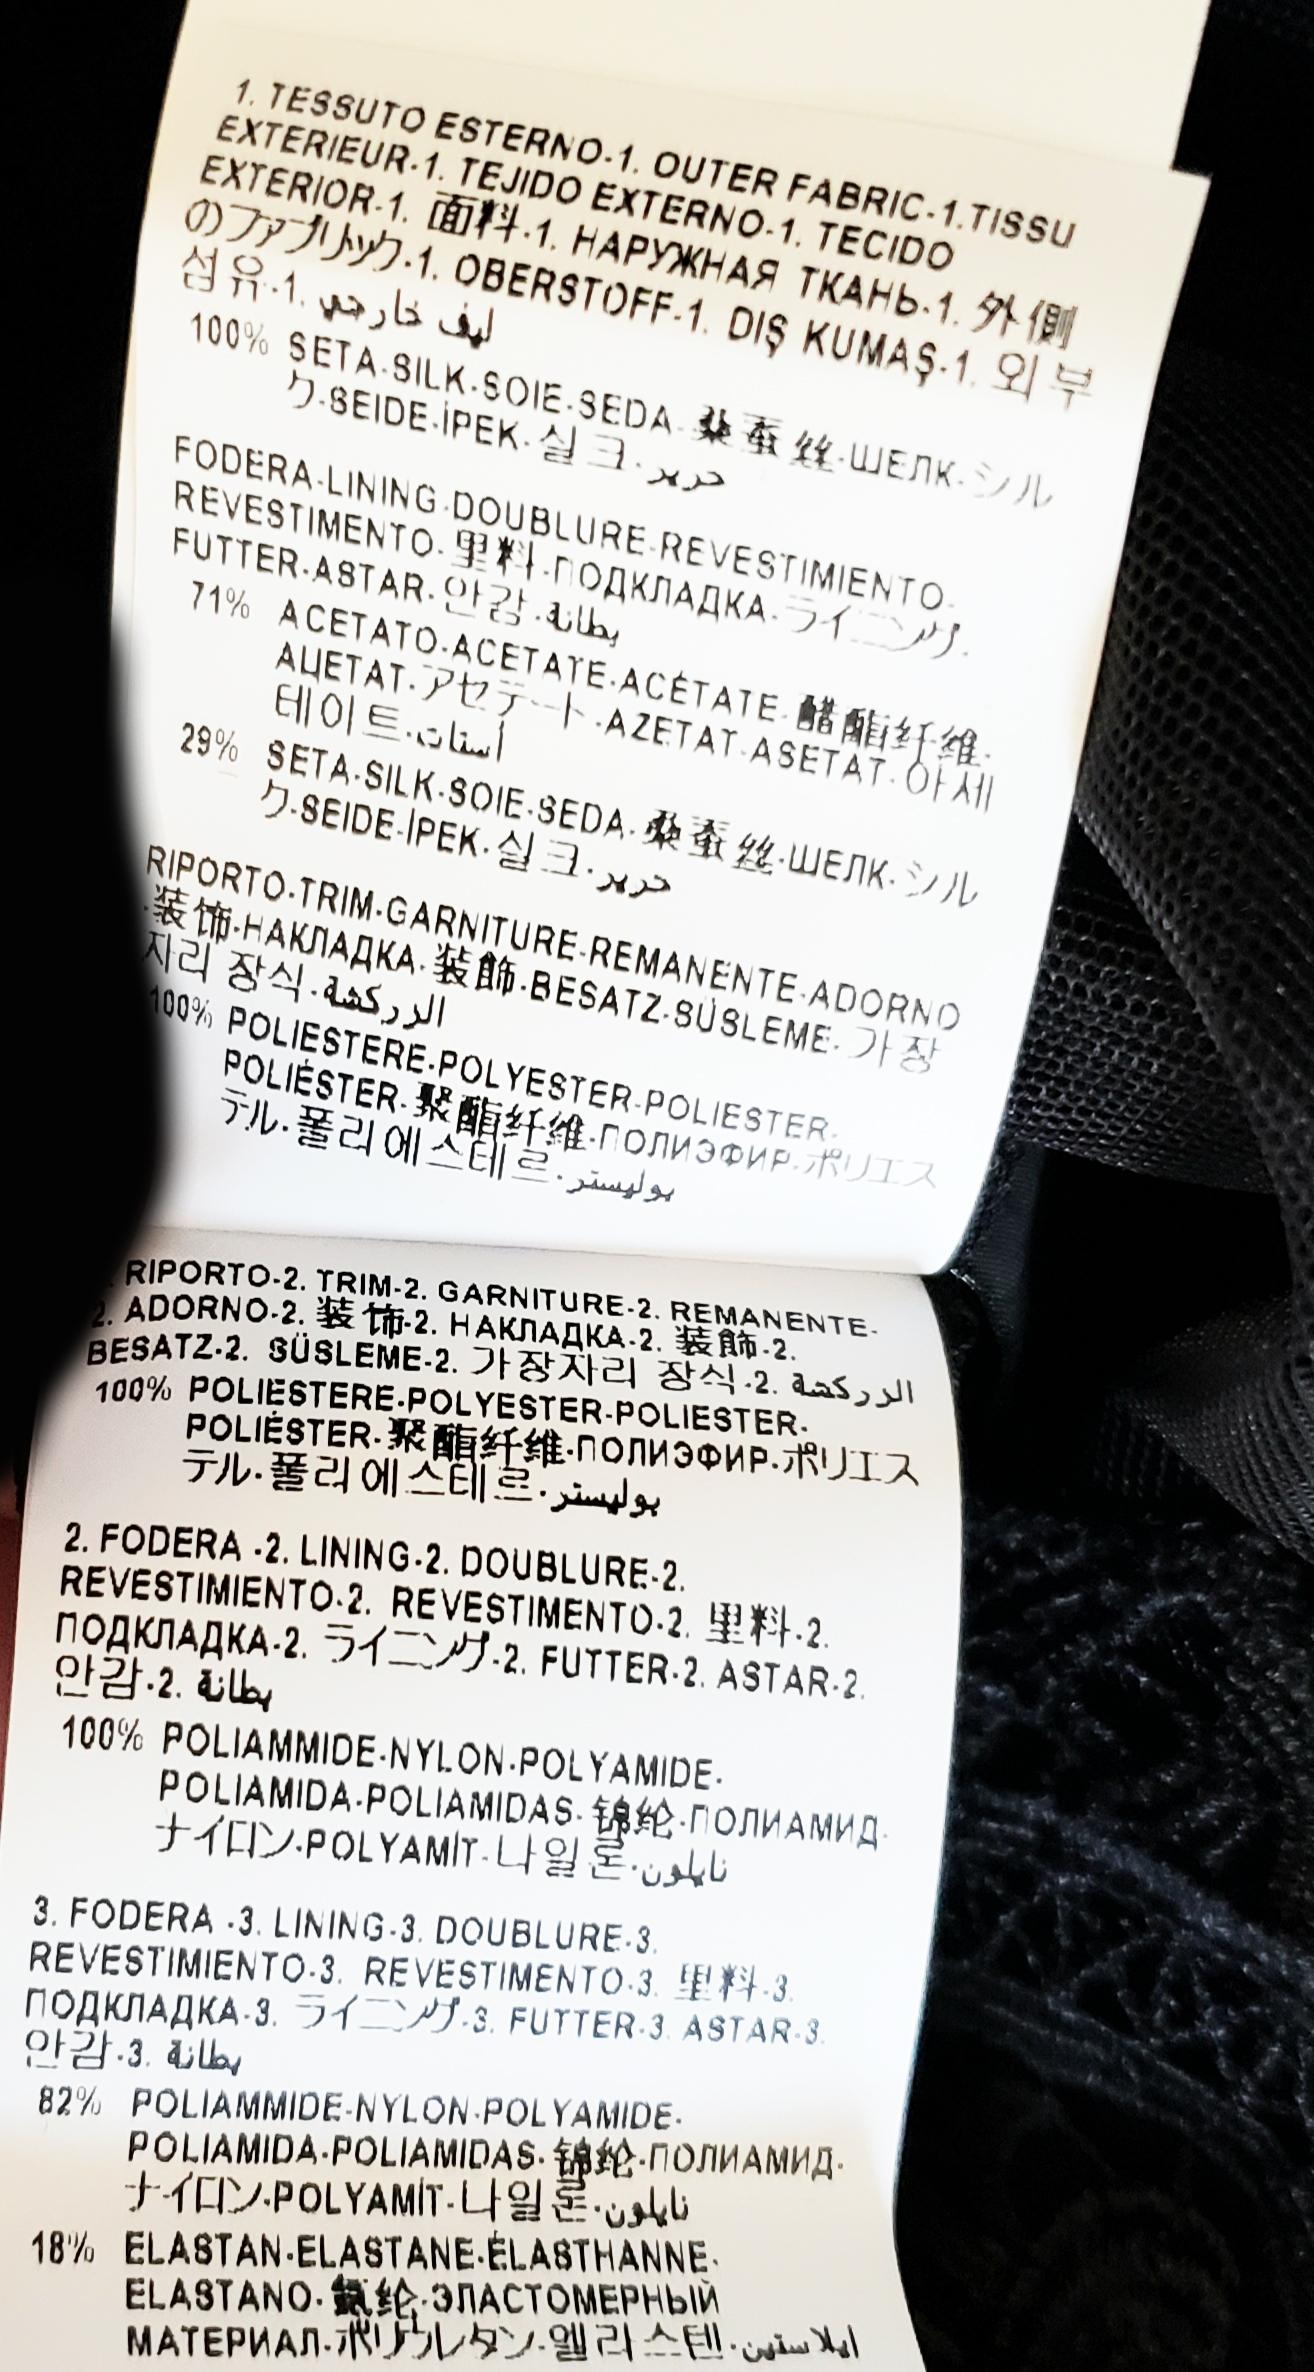 1. TESSUTO ESTERNO-1. OUTER FABRIC-1.TISSU
EXTERIEUR-1. TEJIDO EXTERNO-1. TECIDO
EXTERIOR-1. 面料-1. НАРУЖНАЯ ТКАНЬ-1. 外側
のファブリック-1. OBERSTOFF-1. DIŞ KUMAŞ-1. 외부
섬유-1. ليف خارجي
100% SETA-SILK-SOIE-SEDA-桑蚕丝-ШЕЛК-シル
ク-SEIDE-İPEK-실크-حرير
FODERA-LINING-DOUBLURE-REVESTIMIENTO-
REVESTIMENTO-里料-ПОДКЛАДКА-ライニング-
FUTTER-ASTAR-안감-بطانة
71% ACETATO-ACETATE-ACÉTATE-醋酯纤维-
АЦЕТАТ-アセテート-AZETAT-ASETAT-아세
테이트-أستات
29% SETA-SILK-SOIE-SEDA-桑蚕丝-ШЕЛК-シル
ク-SEIDE-İPEK-실크-حرير
RIPORTO-TRIM-GARNITURE-REMANENTE-ADORNO
-装饰-НАКЛАДКА-装飾-BESATZ-SÜSLEME-가장
자리 장식-الزركشة
100% POLIESTERE-POLYESTER-POLIESTER-
POLIÉSTER-聚酯纤维-ПОЛИЭФИР-ポリエス
テル-폴리에스테르-بوليستر
RIPORTO-2. TRIM-2. GARNITURE-2. REMANENTE-
2. ADORNO-2. 装饰-2. НАКЛАДКА-2. 装飾-2.
BESATZ-2. SÜSLEME-2. 가장자리 장식-2. الزركشة
100% POLIESTERE-POLYESTER-POLIESTER-
POLIÉSTER-聚酯纤维-ПОЛИЭФИР-ポリエス
テル-폴리에스테르-بوليستر
2. FODERA -2. LINING-2. DOUBLURE-2.
REVESTIMIENTO-2. REVESTIMENTO-2. 里料-2.
ПОДКЛАДКА-2. ライニング-2. FUTTER-2. ASTAR-2.
안감-2. بطانة
100% POLIAMMIDE-NYLON-POLYAMIDE-
POLIAMIDA-POLIAMIDAS-锦纶-ПОЛИАМИД-
ナイロン-POLYAMİT-나일론-نايلون
3. FODERA -3. LINING-3. DOUBLURE-3.
REVESTIMIENTO-3. REVESTIMENTO-3. 里料-3.
ПОДКЛАДКА-3. ライニング-3. FUTTER-3. ASTAR-3.
안감-3. بطانة
82% POLIAMMIDE-NYLON-POLYAMIDE-
POLIAMIDA-POLIAMIDAS-锦纶-ПОЛИАМИД-
ナイロン-POLYAMİT-나일론-نايلون
18% ELASTAN-ELASTANE-ÉLASTHANNE-
ELASTANO-氨纶-ЭЛАСТОМЕРНЫЙ
МАТЕРИАЛ-ポリウレタン-엘라스텐-ايلاستين